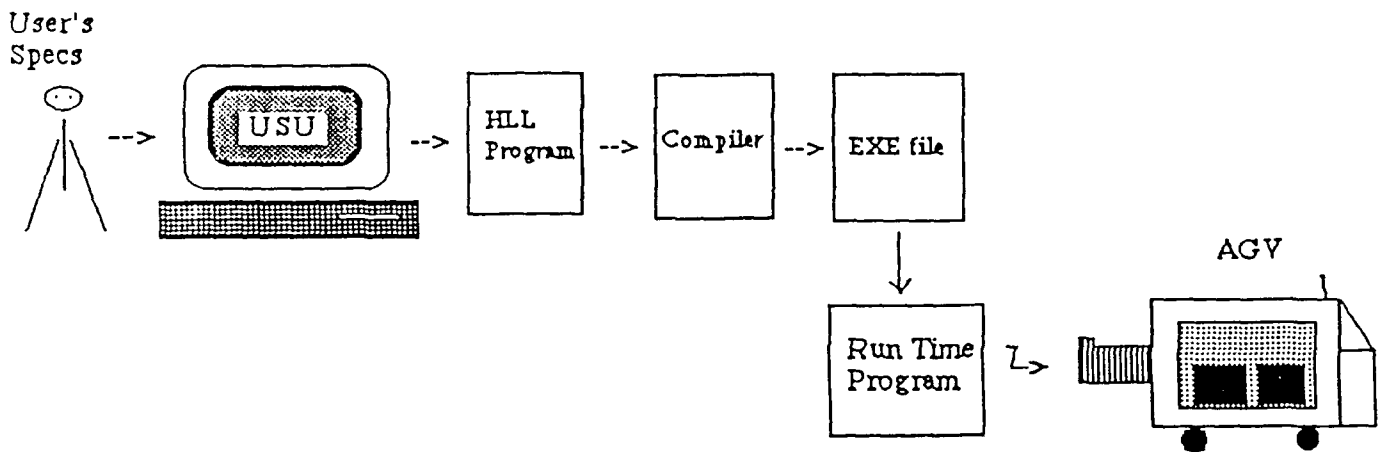 User's
Specs
USU
HLL
Program
Compiler
EXE file
AGV
Run Time
Program